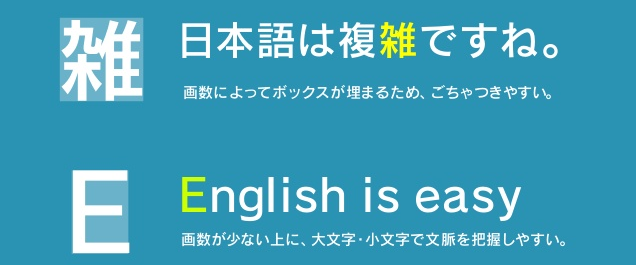 雑
日本語は複雑ですね。
画数によってボックスが埋まるため、ごちゃつきやすい。
E
English is easy
画数が少ない上に、大文字・小文字で文脈を把握しやすい。